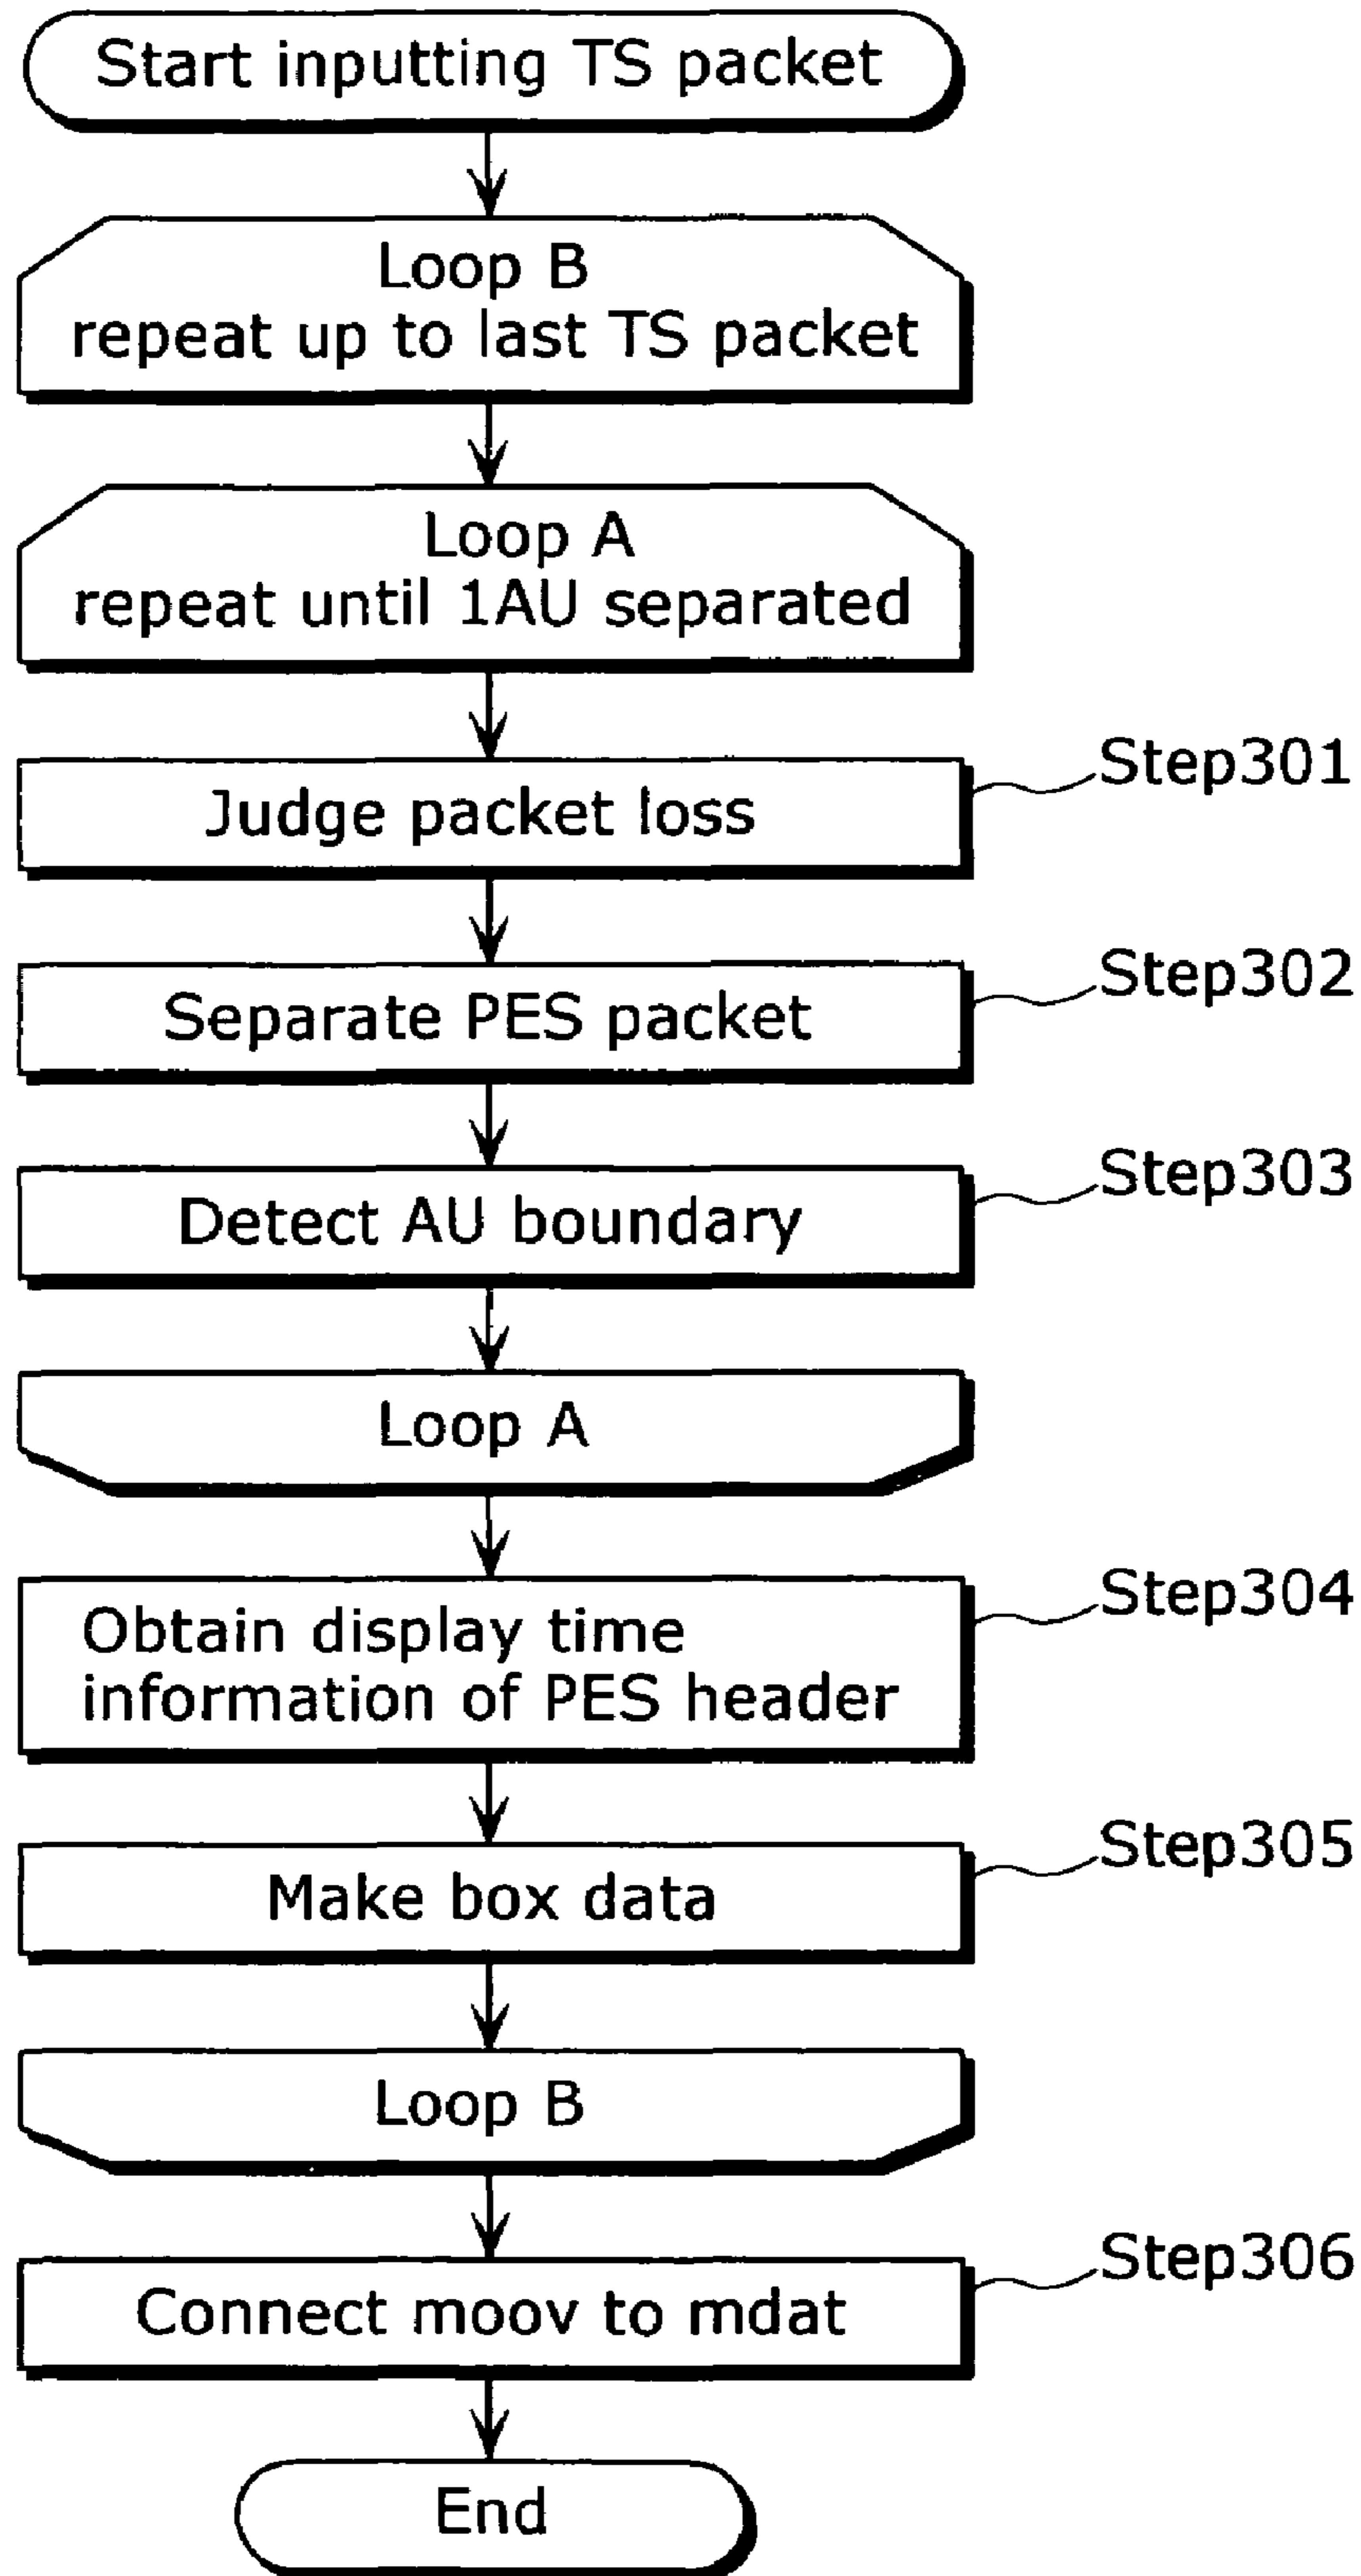 Start inputting TS packet
Loop B
repeat up to last TS packet
Loop A
repeat until 1AU separated
Step301
Judge packet loss
Step302
Separate PES packet
Step303
Detect AU boundary
Loop A
Step304
Obtain display time
information of PES header
Step305
Make box data
Loop B
Step306
Connect moov to mdat
End